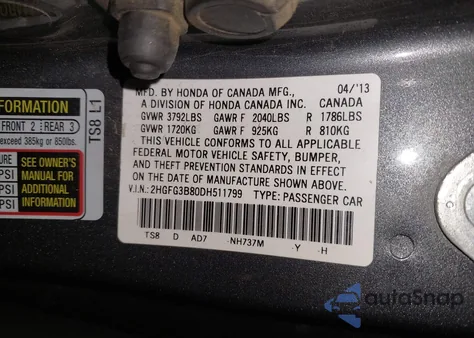 MFD. BY HONDA OF CANADA MFG., 04/'13
A DIVISION OF HONDA CANADA INC. CANADA
GVWR 3792LBS GAWR F 2040LBS R 1786LBS
GVWR 1720KG GAWR F 925KG R 810KG
THIS VEHICLE CONFORMS TO ALL APPLICABLE
FEDERAL MOTOR VEHICLE SAFETY, BUMPER,
AND THEFT PREVENTION STANDARDS IN EFFECT
ON THE DATE OF MANUFACTURE SHOWN ABOVE.
V.I.N.: 2HGFG3B80DH511799 TYPE: PASSENGER CAR
TS8 D AD7 -NH737M -Y -H
FORMATION
FRONT 2 REAR 3
exceed 385kg or 850lbs.
TS8 L1
PSI
PSI
PSI
SEE OWNER'S
MANUAL FOR
ADDITIONAL
INFORMATION
autoSnap